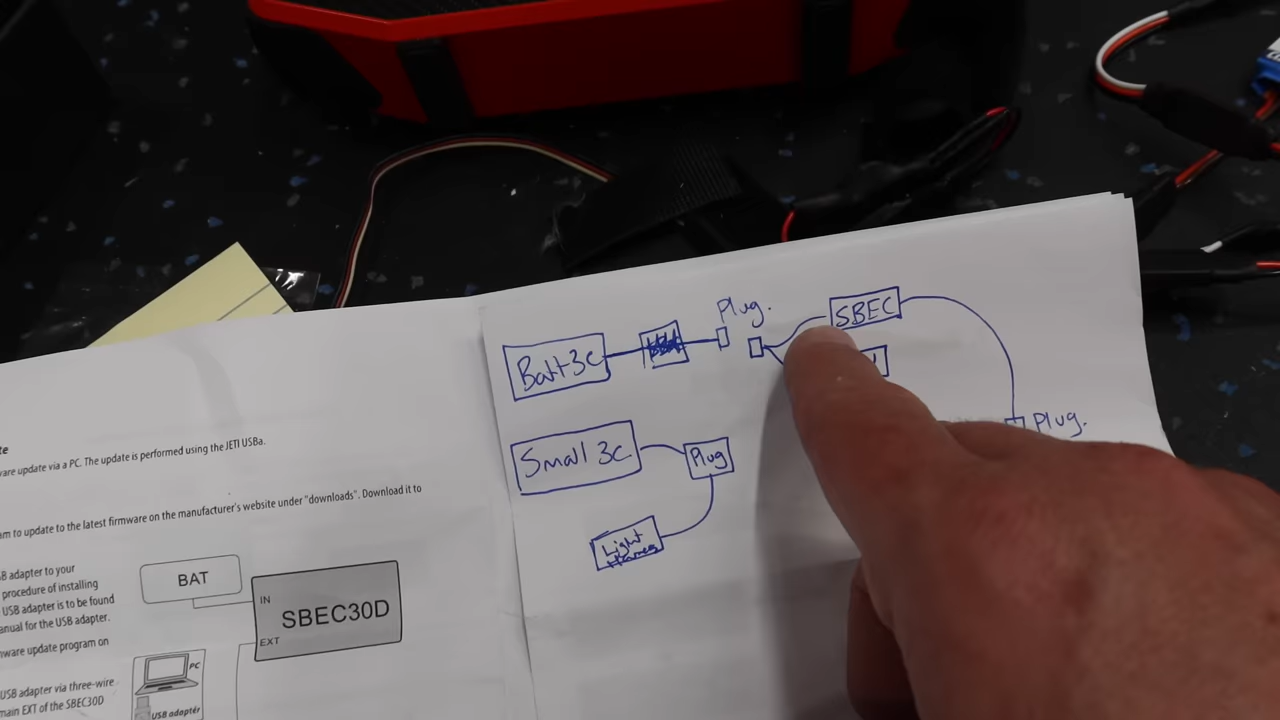 te
ware update via a PC. The update is performed using the JETI USBa.
am to update to the latest firmware on the manufacturer's website under "downloads". Download it to
B adapter to your
procedure of installing
USB adapter is to be found
anual for the USB adapter.
mware update program on
USB adapter via three-wire
main EXT of the SBEC30D
BAT
IN
SBEC30D
EXT
PC
USB adaptér
Plug.
SBEC
Batt 3c
Small 3c
Plug
Light
Plug.